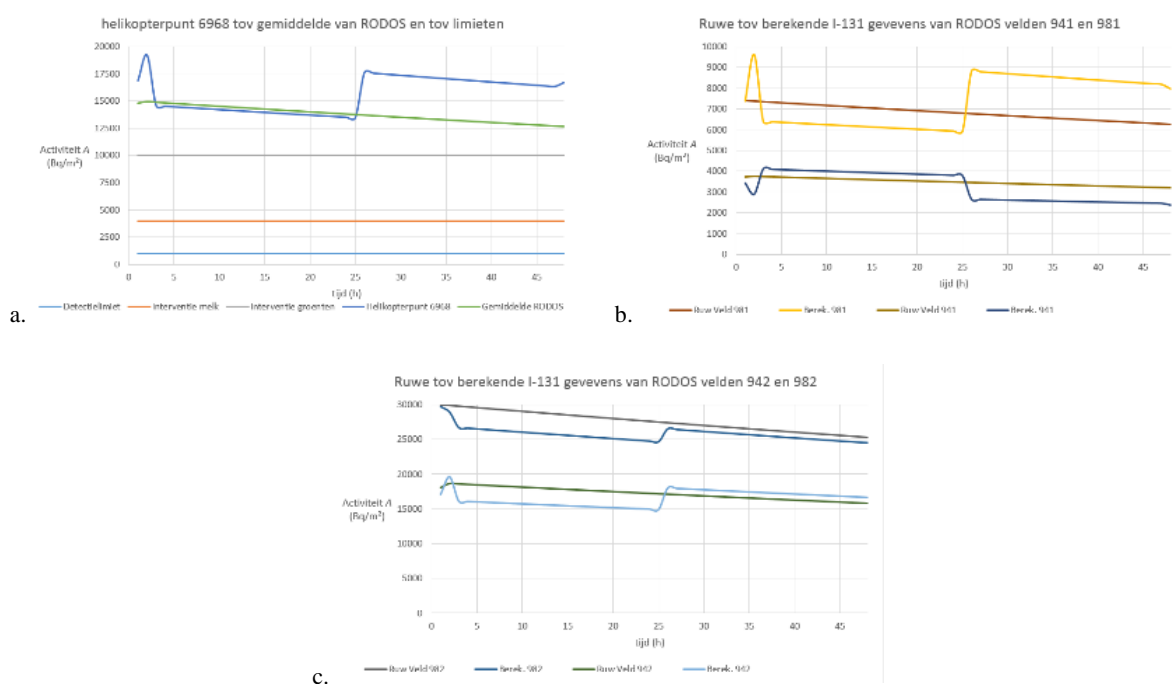 helikopterpunt 6968 tov gemiddelde van RODOS en tov limieten
20000
17500
15000
12500
Activiteit A
(Bq/m²)
10000
7500
5000
2500
0
0 5 10 15 20 25 30 35 40 45
tijd (h)
Detectielimiet Interventie melk Interventie groenten Helikopterpunt 6968 Gemiddelde RODOS
a.
Ruwe tov berekende I-131 gevevens van RODOS velden 941 en 981
10000
9000
8000
7000
6000
Activiteit A
(Bq/m²)
5000
4000
3000
2000
1000
0
0 5 10 15 20 25 30 35 40 45
tijd (h)
Ruw Veld 981 Berek. 981 Ruw Veld 941 Berek. 941
b.
Ruwe tov berekende I-131 gevevens van RODOS velden 942 en 982
30000
25000
20000
Activiteit A
(Bq/m²)
15000
10000
5000
0
0 5 10 15 20 25 30 35 40 45
tijd (h)
Ruw Veld 982 Berek. 982 Ruw Veld 942 Berek. 942
c.